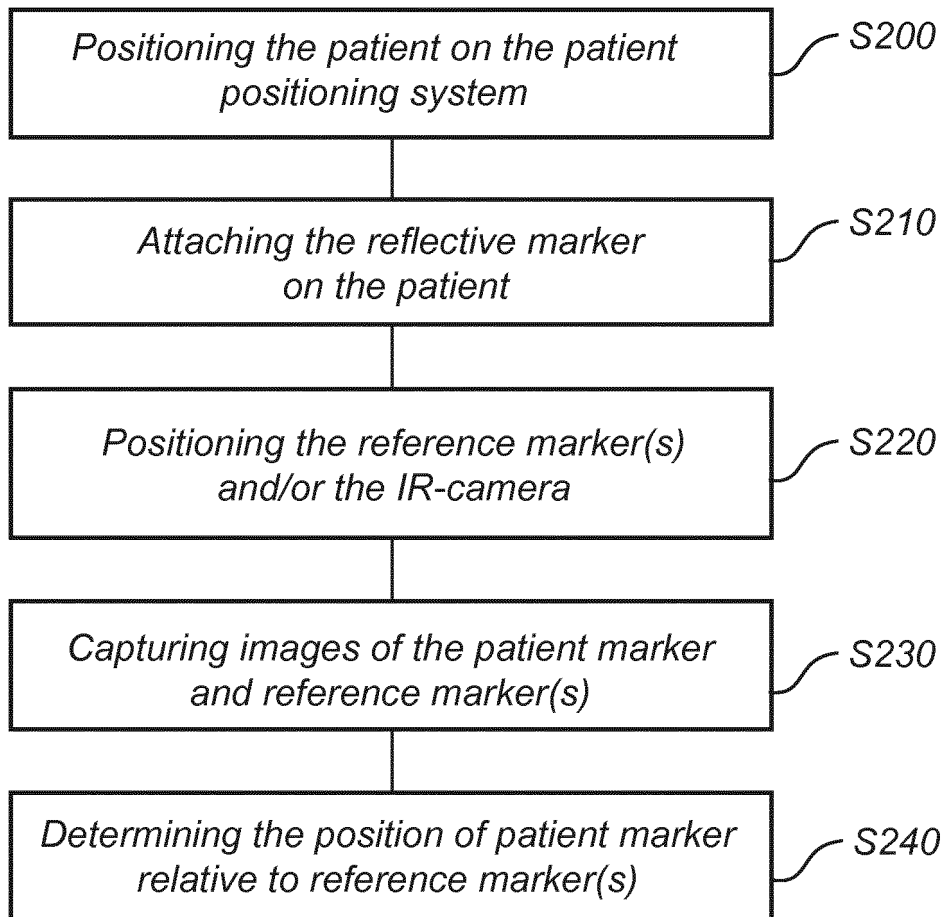 Positioning the patient on the patient
positioning system
S200
Attaching the reflective marker
on the patient
S210
Positioning the reference marker(s)
and/or the IR-camera
S220
Capturing images of the patient marker
and reference marker(s)
S230
Determining the position of patient marker
relative to reference marker(s)
S240